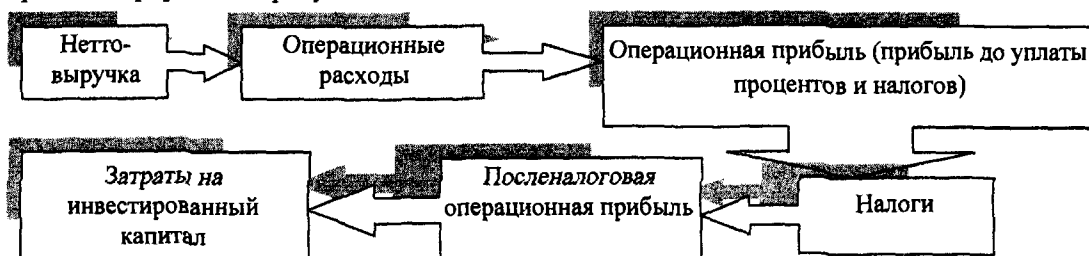 Нетто-
выручка
Операционные
расходы
Операционная прибыль (прибыль до уплаты
процентов и налогов)
Затраты на
инвестированный
капитал
Посленалоговая
операционная прибыль
Налоги